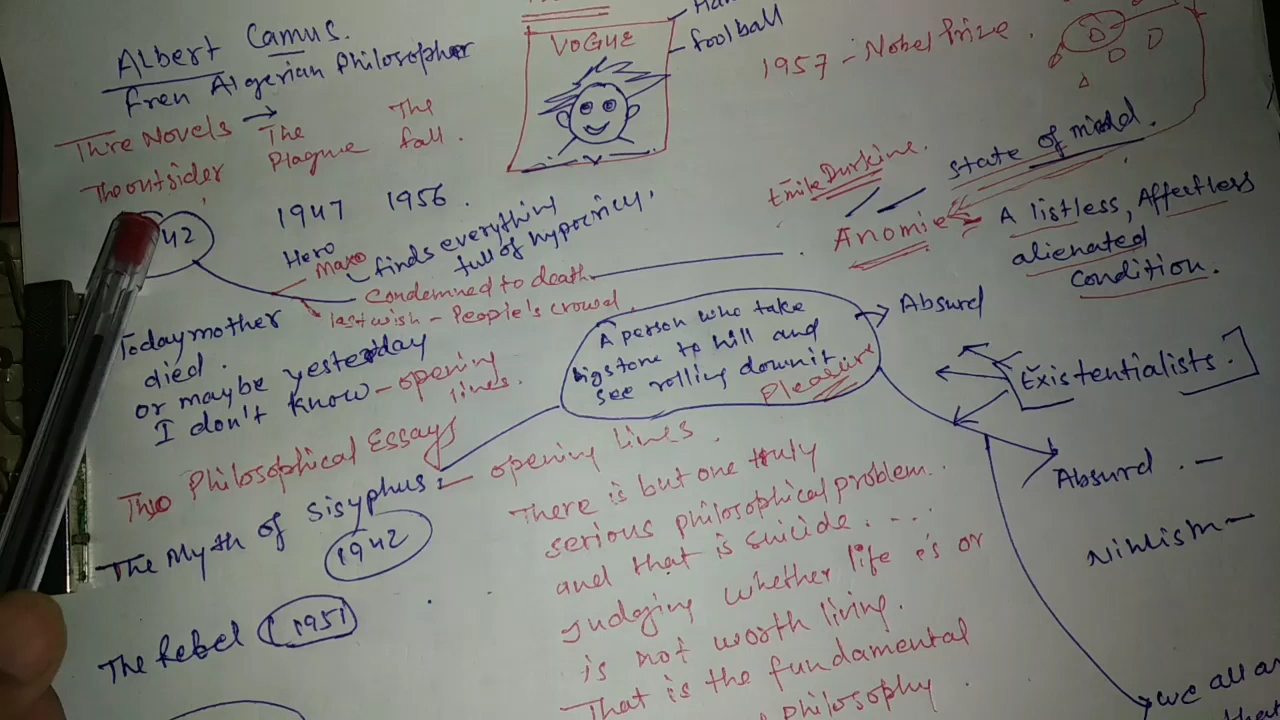 Albert Camus.
Fren Algerian Philosopher
Three Novels → The The
The outsider Plague fall.
42 1947 1956.
VOGUE
foolball
1957 - Nobel Prize.
D D D
Hero finds everything
full of hypocricy.
Condemned to death
last wish - People's crowd
Emile Durkine.
state of mind.
Anomie - A listless, Affectless
alienated
condition.
Today mother
died.
or maybe yesterday
I don't know - opening
lines.
A person who take
big stone to hill and
see rolling down it
Pleasure
Absurd
Existentialists.
Absurd. -
Nihlism -
we all a
Two Philosophical Essays
The Myth of Sisyphus: - opening lines.
1942
The Rebel 1951
There is but one truly
serious philosophical problem.
and that is suicide. ...
Judging whether life is or
is not worth living.
That is the fundamental
philosophy.